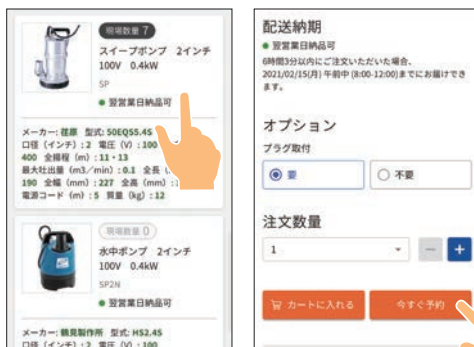 現場数量 7
スイープポンプ 2インチ
100V 0.4kW
SP
翌営業日納品可
メーカー: 荏原 型式: 50EQS5.4S
口径 (インチ) : 2 電圧 (V) : 100
400 全揚程 (m) : 11・13
最大吐出量 (m3/min) : 0.1 全長
190 全幅 (mm) : 227 全高 (mm) :
電源コード (m) : 5 質量 (kg) : 12
現場数量 0
水中ポンプ 2インチ
100V 0.4kW
SP2N
翌営業日納品可
メーカー: 鶴見製作所 型式: HS2.4S
口径 (インチ) : 2 電圧 (V) : 100
配送納期
翌営業日納品可
6時間3分以内にご注文いただいた場合、
2021/02/15(月) 午前中 (8:00-12:00)までにお届けでき
ます。
オプション
プラグ取付
要
不要
注文数量
1
カートに入れる
今すぐ予約